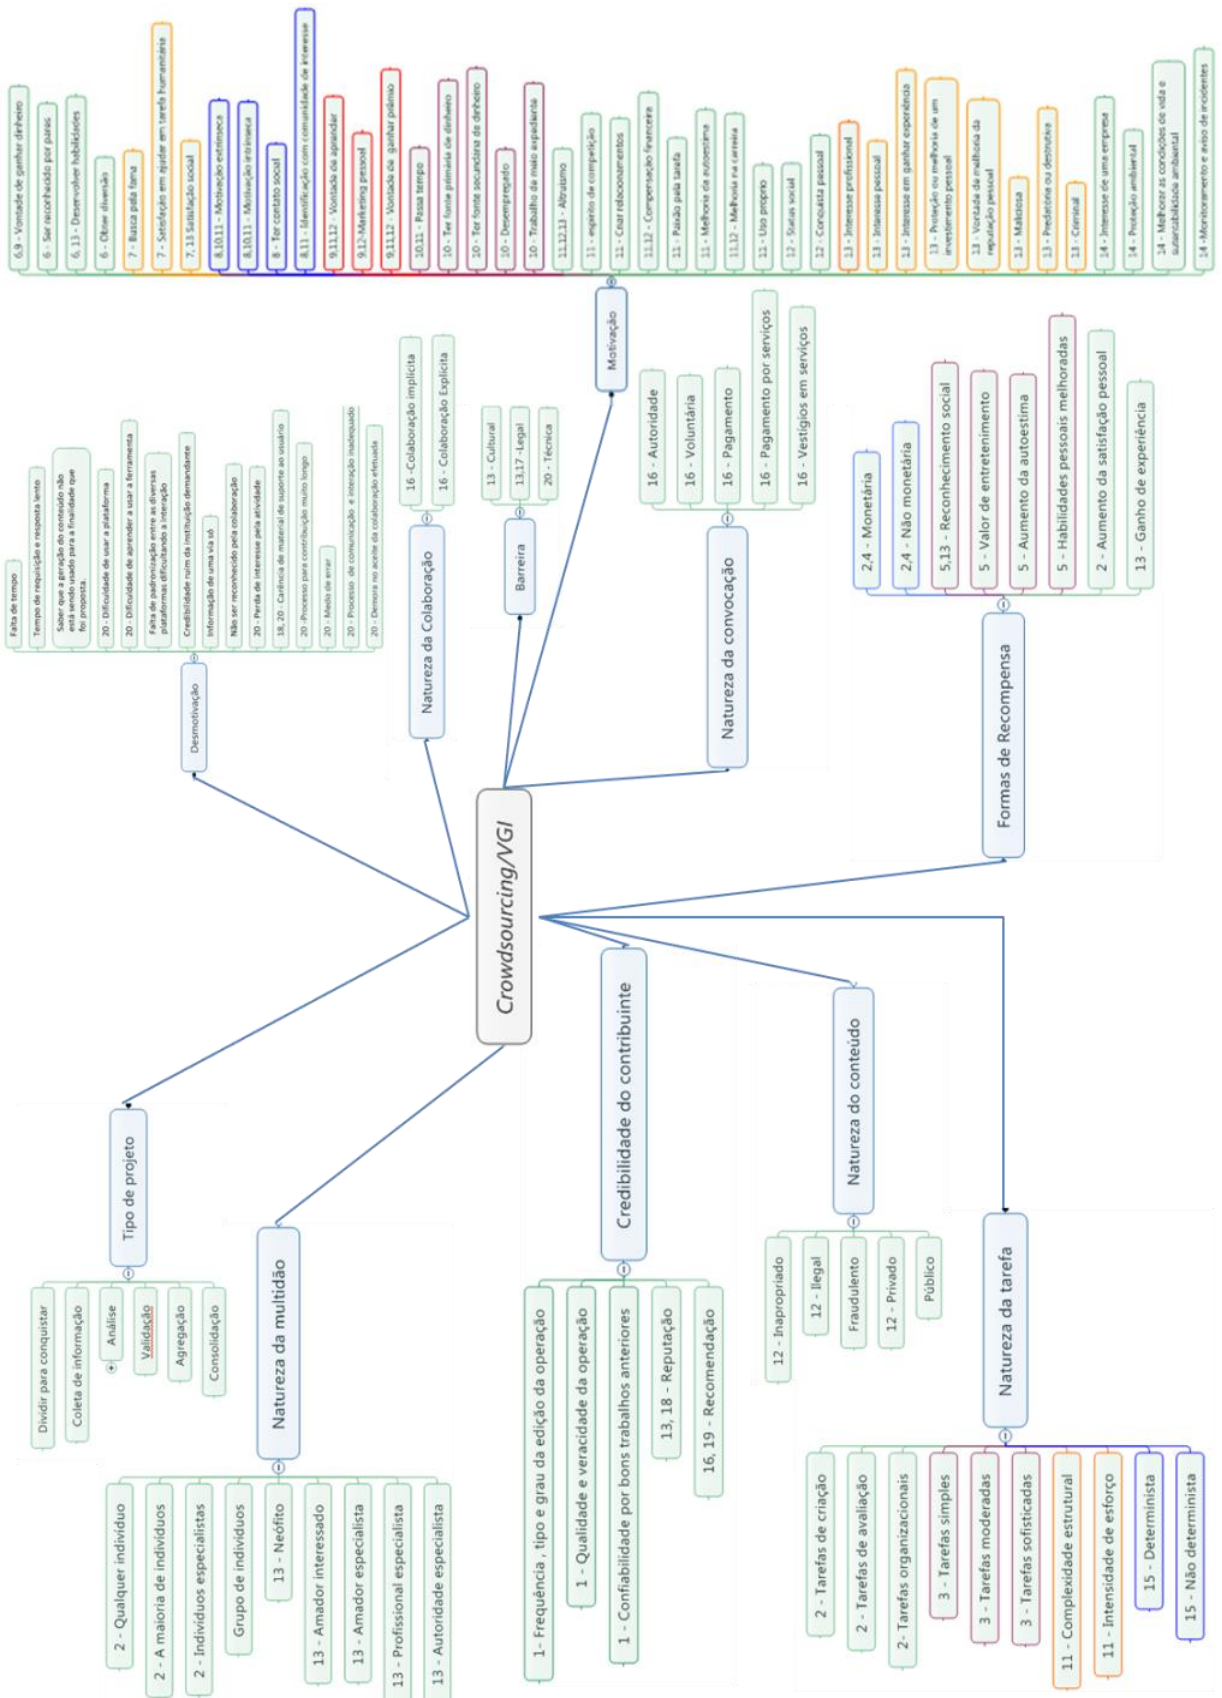 Crowdsourcing/VGI
Tipo de projeto
Dividir para conquistar
Coleta de informação
Análise
Validação
Agregação
Consolidação
Natureza da multidão
2 - Qualquer indivíduo
2 - A maioria de indivíduos
2 - Indivíduos especialistas
Grupo de indivíduos
13 - Neófito
13 - Amador interessado
13 - Amador especialista
13 - Profissional especialista
13 - Autoridade especialista
Credibilidade do contribuinte
1- Frequência , tipo e grau da edição da operação
1 - Qualidade e veracidade da operação
1 - Confiabilidade por bons trabalhos anteriores
13, 18 - Reputação
16, 19 - Recomendação
Natureza do conteúdo
12 - Inapropriado
12 - Ilegal
Fraudulento
12 - Privado
Público
Natureza da tarefa
2 - Tarefas de criação
2 - Tarefas de avaliação
2- Tarefas organizacionais
3 - Tarefas simples
3 - Tarefas moderadas
3 - Tarefas sofisticadas
11 - Complexidade estrutural
11 - Intensidade de esforço
15 - Determinista
15 - Não determinista
Desmotivação
Falta de tempo
Tempo de requisição e resposta lento
Saber que a geração do conteúdo não
está sendo usado para a finalidade que
foi proposta.
20 - Dificuldade de usar a plataforma
20 - Dificuldade de aprender a usar a ferramenta
Falta de padronização entre as diversas
plataformas dificultando a interação
Credibilidade ruim da instituição demandante
Informação de uma via só
Não ser reconhecido pela colaboração
20 - Perda de interesse pela atividade
18, 20 - Carência de material de suporte ao usuário
20 -Processo para contribuição muito longo
20 - Medo de errar
20 - Processo de comunicação e interação inadequado
20 - Demora no aceite da colaboração efetuada
Natureza da Colaboração
16 -Colaboração implícita
16 - Colaboração Explícita
Barreira
13 - Cultural
13,17 -Legal
20 - Técnica
Motivação
6,9 - Vontade de ganhar dinheiro
6 - Ser reconhecido por pares
6, 13 - Desenvolver habilidades
6 - Obter diversão
7 - Busca pela fama
7 - Satisfação em ajudar em tarefa humanitária
7, 13 Satisfação social
8,10,11 - Motivação extrínseca
8,10,11 - Motivação intrínseca
8 - Ter contato social
8,11 - Identificação com comunidade de interesse
9,11,12 - Vontade de aprender
9,12-Marketing pessoal
9,11,12 - Vontade de ganhar prêmio
10,11 - Passa tempo
10 - Ter fonte primária de dinheiro
10 - Ter fonte secundária de dinheiro
10 - Desempregado
10 - Trabalho de meio expediente
11,12,13 - Altruísmo
11 - espírito de competição
11 - Criar relacionamentos
11,12 - Compensação financeira
11 - Paixão pela tarefa
11 - Melhoria de autoestima
11,12 - Melhoria na carreira
11 - Uso próprio
12 - Status social
12 - Conquista pessoal
13 - Interesse profissional
13 - Interesse pessoal
13 - Interesse em ganhar experiência
13 - Proteção ou melhoria de um
investimento pessoal
13 - Vontade de melhoria da
reputação pessoal
13 - Maliciosa
13 - Predatória ou destrutiva
13 - Criminal
14 - Interesse de uma empresa
14 - Proteção ambiental
14 - Melhorar as condições de vida e
sustentabilidade ambiental
14 -Monitoramento e aviso de incidentes
Natureza da convocação
16 - Autoridade
16 - Voluntária
16 - Pagamento
16 - Pagamento por serviços
16 - Vestígios em serviços
Formas de Recompensa
2,4 - Monetária
2,4 - Não monetária
5,13 - Reconhecimento social
5 - Valor de entretenimento
5 - Aumento da autoestima
5 - Habilidades pessoais melhoradas
2 - Aumento da satisfação pessoal
13 - Ganho de experiência